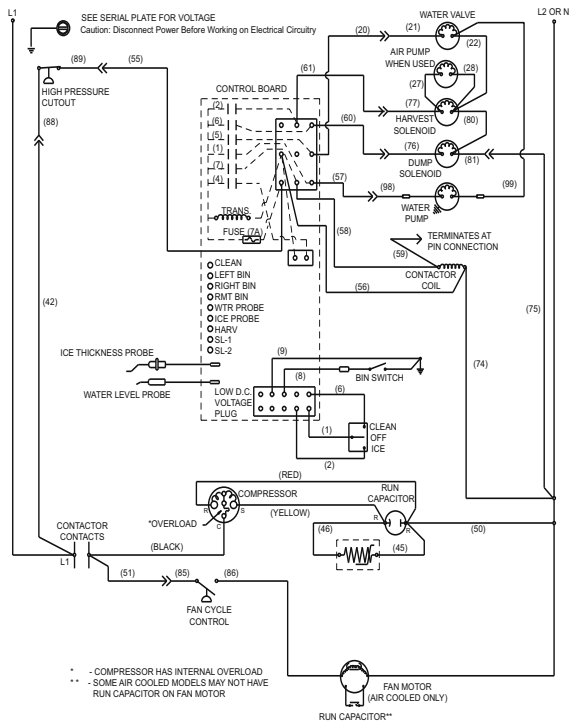 L1
SEE SERIAL PLATE FOR VOLTAGE
Caution: Disconnect Power Before Working on Electrical Circuitry
WATER VALVE
L2 OR N
(20)
(21)
(22)
(89)
(55)
AIR PUMP
WHEN USED
(61)
(28)
(27)
HIGH PRESSURE
CUTOUT
CONTROL BOARD
(77)
HARVEST
SOLENOID
(80)
(88)
(2)
(6)
(5)
(1)
(7)
(4)
(60)
(76)
DUMP
SOLENOID
(81)
(57)
(98)
(99)
TRANS.
WATER
PUMP
FUSE (7A)
(58)
TERMINATES AT
PIN CONNECTION
(59)
CONTACTOR
COIL
(56)
CLEAN
LEFT BIN
RIGHT BIN
RMT BIN
WTR PROBE
ICE PROBE
HARV
SL-1
SL-2
(42)
(75)
(74)
ICE THICKNESS PROBE
(9)
(8)
BIN SWITCH
WATER LEVEL PROBE
LOW D.C.
VOLTAGE
PLUG
(6)
(1)
(2)
CLEAN
OFF
ICE
(RED)
COMPRESSOR
R
S
C
(YELLOW)
RUN
CAPACITOR
R
R
*OVERLOAD
(46)
(45)
(50)
CONTACTOR
CONTACTS
(BLACK)
L1
(51)
(85)
(86)
FAN CYCLE
CONTROL
* - COMPRESSOR HAS INTERNAL OVERLOAD
* * - SOME AIR COOLED MODELS MAY NOT HAVE
RUN CAPACITOR ON FAN MOTOR
FAN MOTOR
(AIR COOLED ONLY)
RUN CAPACITOR**